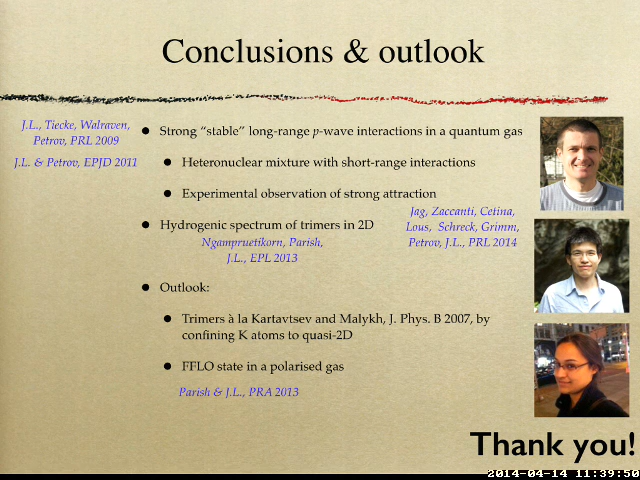 Conclusions & outlook
J.L., Tiecke, Walraven,
Petrov, PRL 2009
J.L. & Petrov, EPJD 2011
• Strong “stable” long-range p-wave interactions in a quantum gas
• Heteronuclear mixture with short-range interactions
• Experimental observation of strong attraction
Jag, Zaccanti, Cetina,
Lous, Schreck, Grimm,
Petrov, J.L., PRL 2014
• Hydrogenic spectrum of trimers in 2D
Ngampruetikorn, Parish,
J.L., EPL 2013
• Outlook:
• Trimers à la Kartavtsev and Malykh, J. Phys. B 2007, by
confining K atoms to quasi-2D
• FFLO state in a polarised gas
Parish & J.L., PRA 2013
Thank you!
2014-04-14 11:39:50